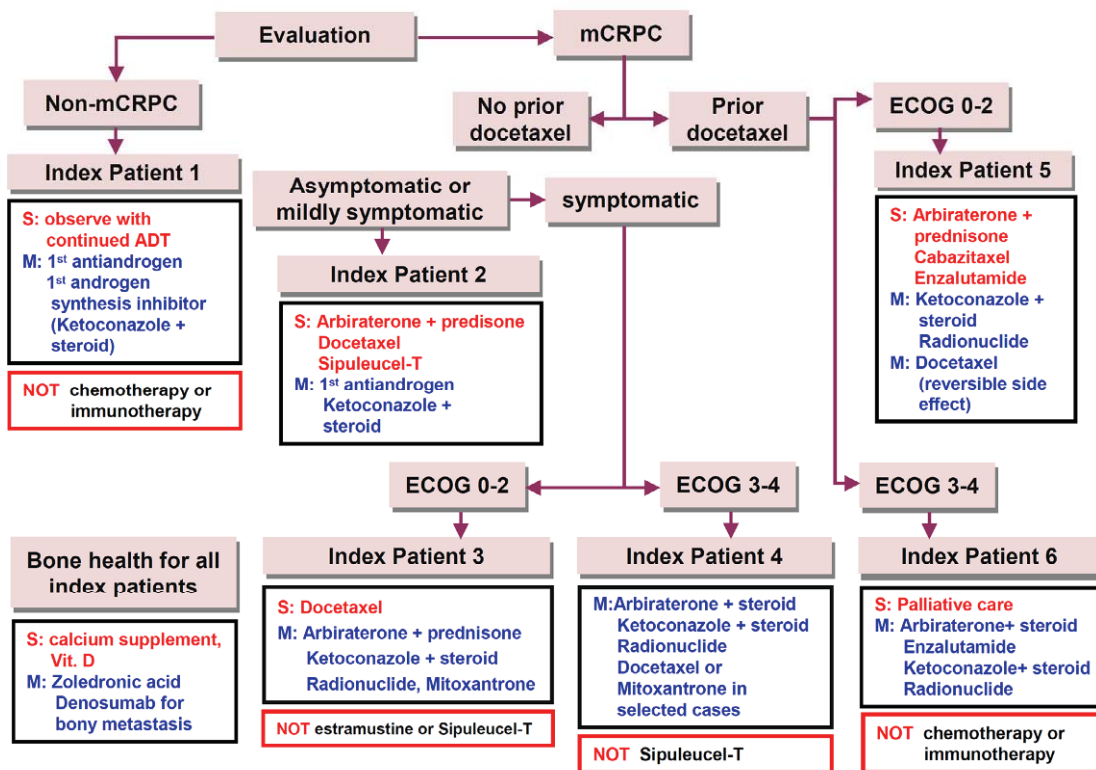 Evaluation
mCRPC
Non-mCRPC
No prior
docetaxel
Prior
docetaxel
ECOG 0-2
Index Patient 1
S: observe with
continued ADT
M: 1st antiandrogen
1st androgen
synthesis inhibitor
(Ketoconazole +
steroid)
NOT chemotherapy or
immunotherapy
Asymptomatic or
mildly symptomatic
symptomatic
Index Patient 2
S: Arbiraterone + predisone
Docetaxel
Sipuleucel-T
M: 1st antiandrogen
Ketoconazole +
steroid
Index Patient 5
S: Arbiraterone +
prednisone
Cabazitaxel
Enzalutamide
M: Ketoconazole +
steroid
Radionuclide
M: Docetaxel
(reversible side
effect)
ECOG 0-2
ECOG 3-4
ECOG 3-4
Bone health for all
index patients
S: calcium supplement,
Vit. D
M: Zoledronic acid
Denosumab for
bony metastasis
Index Patient 3
S: Docetaxel
M: Arbiraterone + prednisone
Ketoconazole + steroid
Radionuclide, Mitoxantrone
NOT estramustine or Sipuleucel-T
Index Patient 4
M:Arbiraterone + steroid
Ketoconazole + steroid
Radionuclide
Docetaxel or
Mitoxantrone in
selected cases
NOT Sipuleucel-T
Index Patient 6
S: Palliative care
M: Arbiraterone+ steroid
Enzalutamide
Ketoconazole+ steroid
Radionuclide
NOT chemotherapy or
immunotherapy